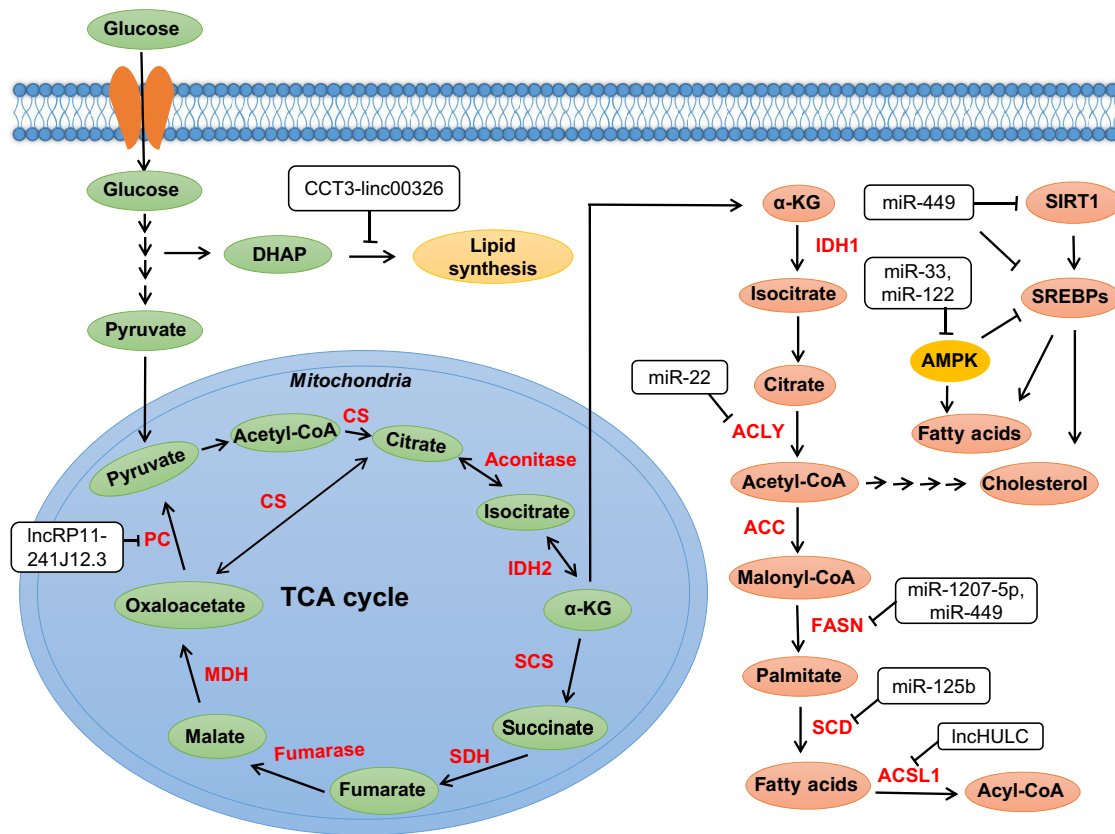 Glucose
Glucose
CCT3-linc00326
DHAP
Lipid
synthesis
Pyruvate
Mitochondria
Pyruvate
Acetyl-CoA
CS
Citrate
Aconitase
CS
Isocitrate
IDH2
lncRP11-
241J12.3
PC
Oxaloacetate
TCA cycle
α-KG
MDH
SCS
Malate
Succinate
Fumarase
SDH
Fumarate
α-KG
IDH1
Isocitrate
Citrate
miR-22
ACLY
Acetyl-CoA
Cholesterol
ACC
Malonyl-CoA
FASN
miR-1207-5p,
miR-449
Palmitate
SCD
miR-125b
lncHULC
Fatty acids
ACSL1
Acyl-CoA
miR-449
SIRT1
miR-33,
miR-122
SREBPs
AMPK
Fatty acids